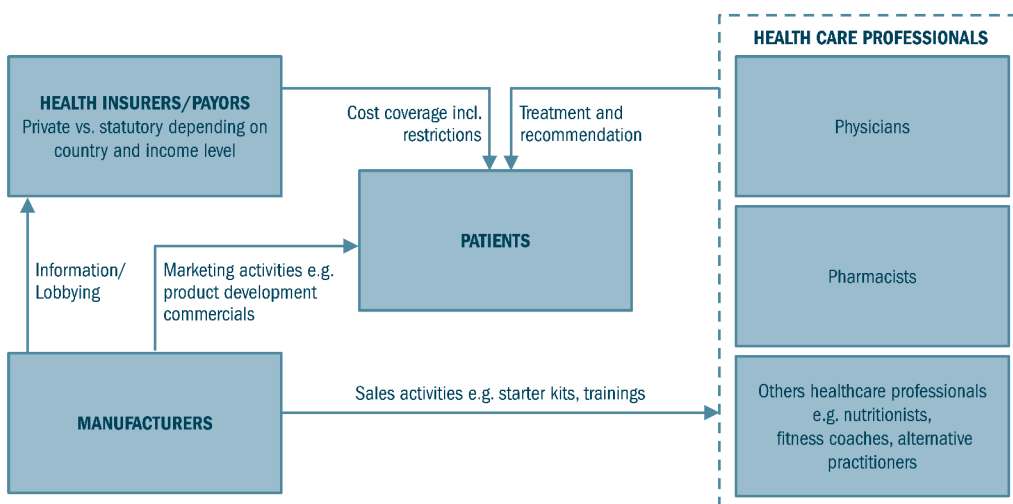 HEALTH CARE PROFESSIONALS
HEALTH INSURERS/PAYORS
Private vs. statutory depending on
country and income level
Cost coverage incl.
restrictions
Treatment and
recommendation
Physicians
PATIENTS
Information/
Lobbying
Marketing activities e.g.
product development
commercials
Pharmacists
MANUFACTURERS
Sales activities e.g. starter kits, trainings
Others healthcare professionals
e.g. nutritionists,
fitness coaches, alternative
practitioners